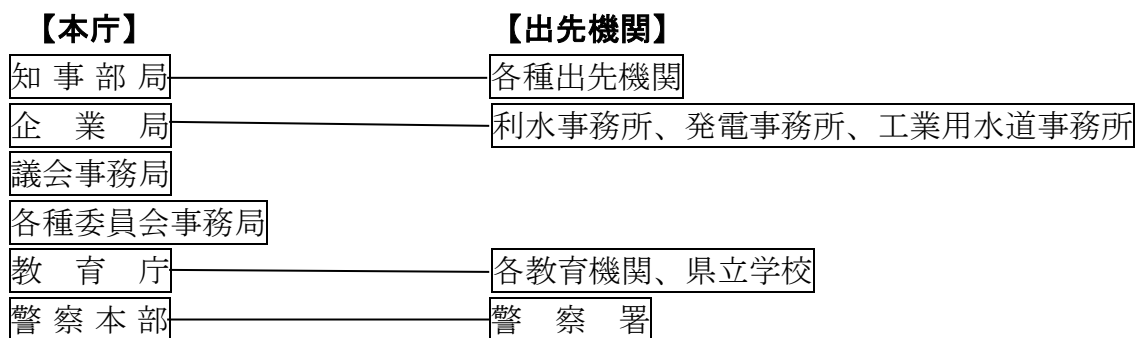 【本庁】 【出先機関】
知事部局 各種出先機関
企業局 利水事務所、発電事務所、工業用水道事務所
議会事務局
各種委員会事務局
教育庁 各教育機関、県立学校
警察本部 警察署